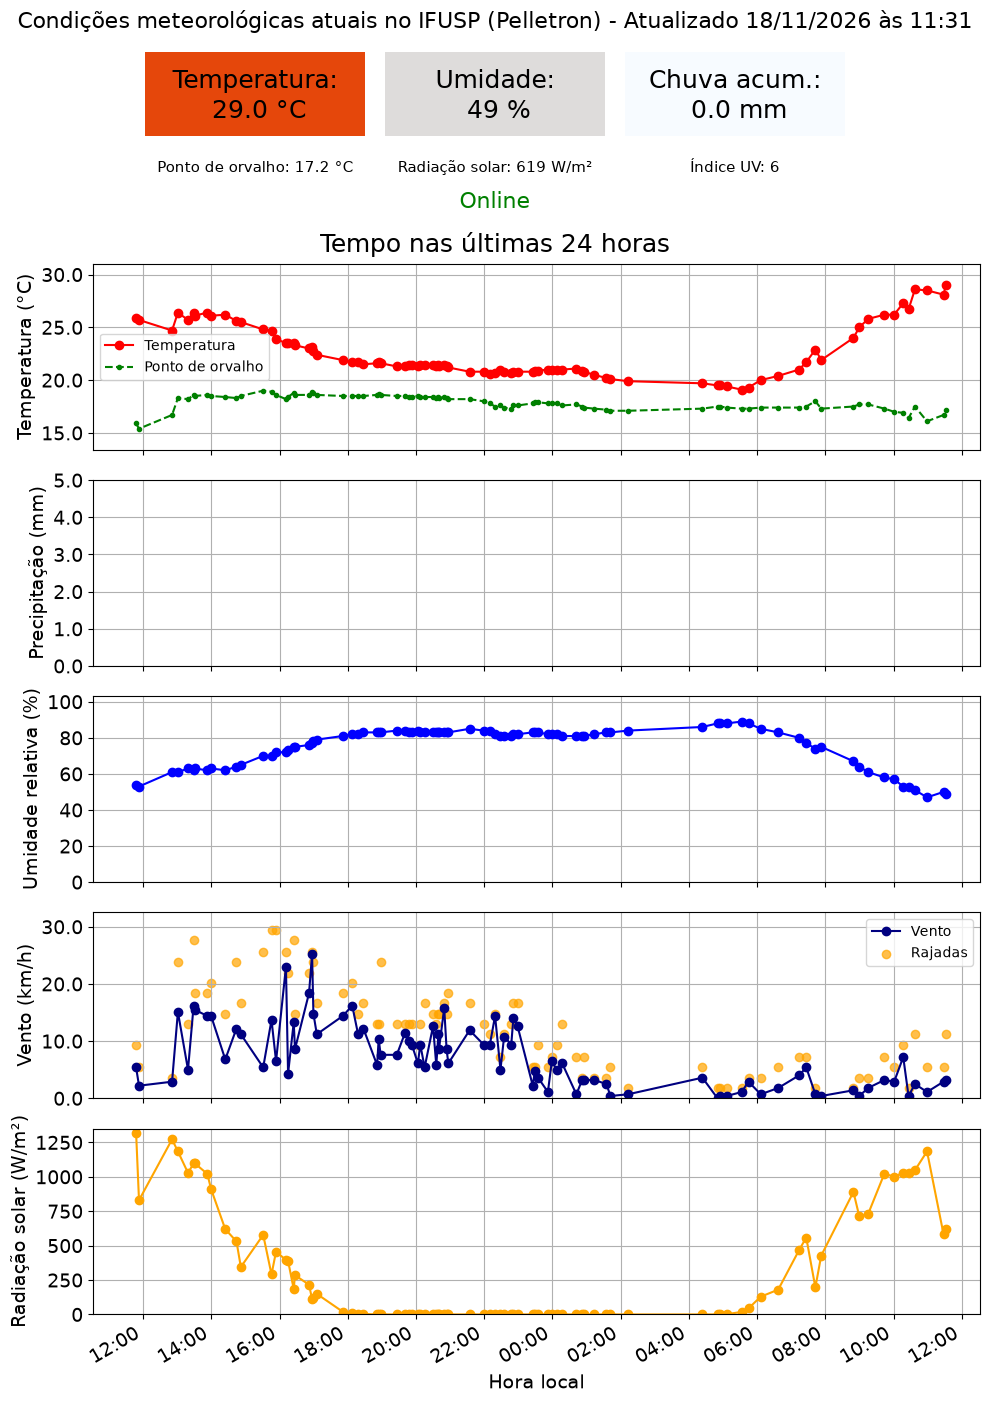 Condições meteorológicas atuais no IFUSP (Pelletron) - Atualizado 18/11/2026 às 11:31
Temperatura:
29.0 °C
Umidade:
49 %
Chuva acum.:
0.0 mm
Ponto de orvalho: 17.2 °C
Radiação solar: 619 W/m²
Índice UV: 6
Online
Tempo nas últimas 24 horas
Temperatura (°C)
30.0
25.0
20.0
15.0
Temperatura
Ponto de orvalho
Precipitação (mm)
5.0
4.0
3.0
2.0
1.0
0.0
Umidade relativa (%)
100
80
60
40
20
0
Vento (km/h)
30.0
20.0
10.0
0.0
Vento
Rajadas
Radiação solar (W/m²)
1250
1000
750
500
250
0
12:00
14:00
16:00
18:00
20:00
22:00
00:00
02:00
04:00
06:00
08:00
10:00
12:00
Hora local